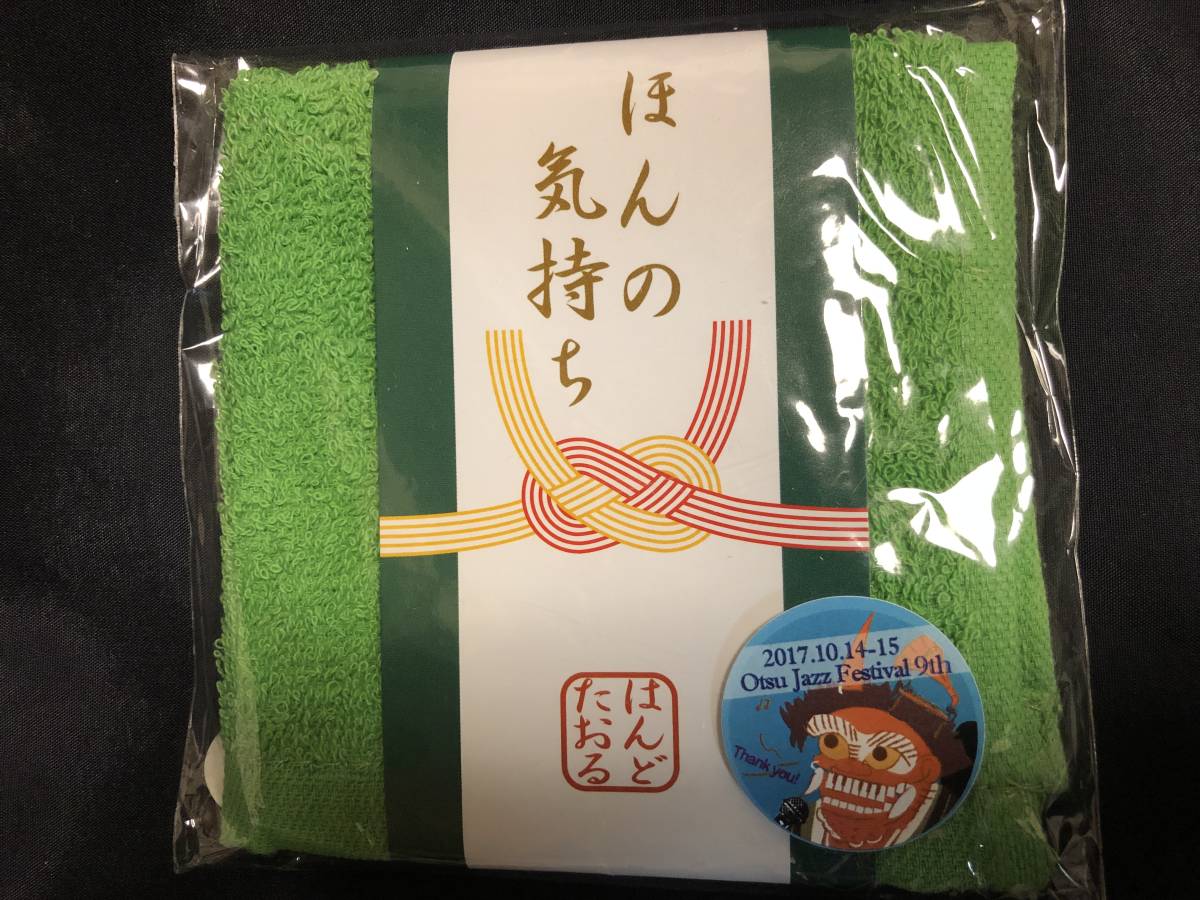 ほんの
気持ち
はんど
たおる
2017.10.14-15
Otsu Jazz Festival 9th
Thank you!